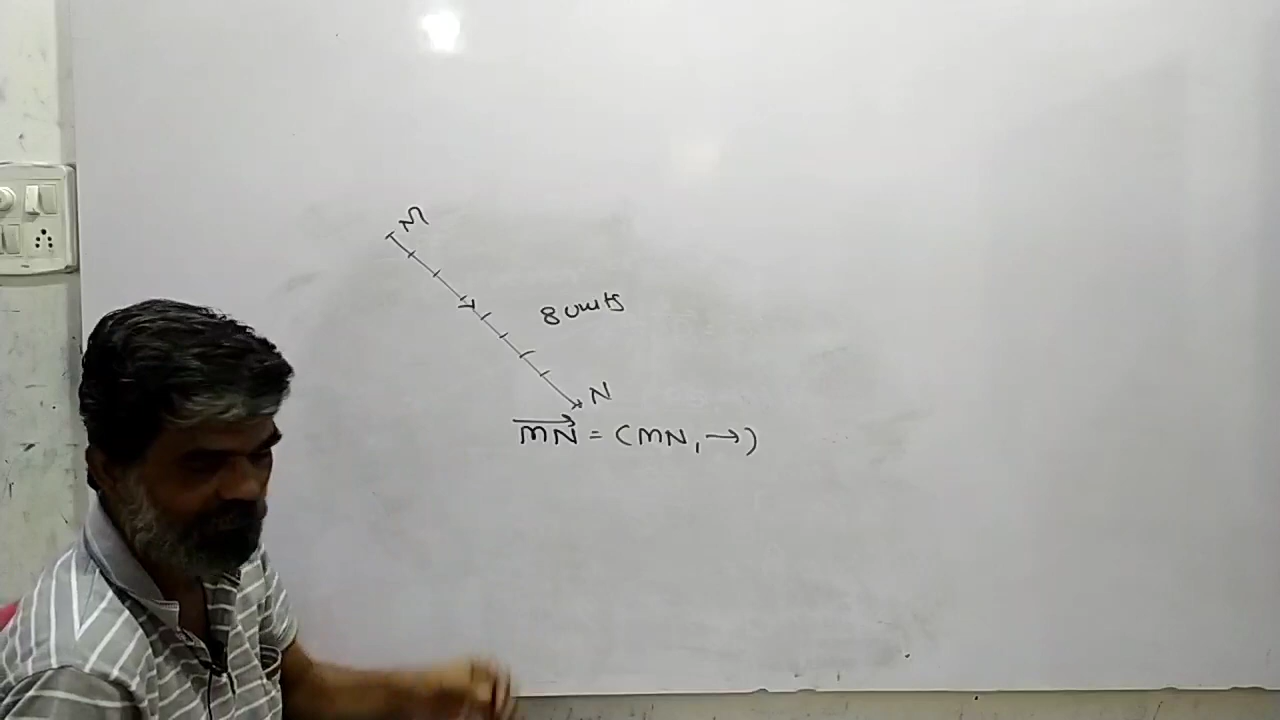 M
8 units
N
MN = (MN, →)